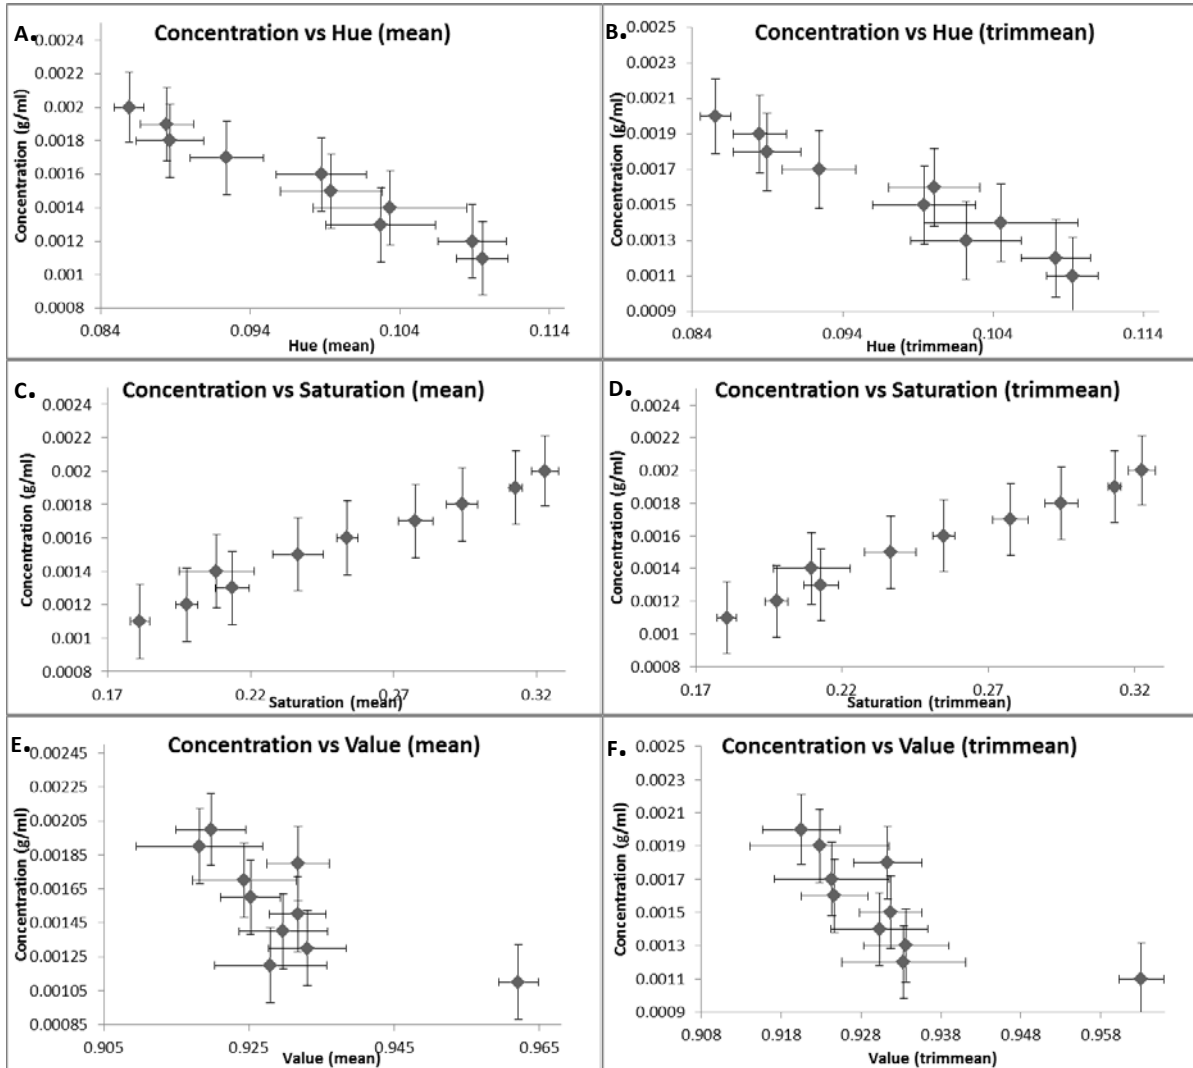 A. Concentration vs Hue (mean)
Concentration (g/ml)
0.0024
0.0022
0.002
0.0018
0.0016
0.0014
0.0012
0.001
0.0008
0.084 0.094 0.104 0.114
Hue (mean)
B. Concentration vs Hue (trimmean)
Concentration (g/ml)
0.0025
0.0023
0.0021
0.0019
0.0017
0.0015
0.0013
0.0011
0.0009
0.084 0.094 0.104 0.114
Hue (trimmean)
C. Concentration vs Saturation (mean)
Concentration (g/ml)
0.0024
0.0022
0.002
0.0018
0.0016
0.0014
0.0012
0.001
0.0008
0.17 0.22 0.27 0.32
Saturation (mean)
D. Concentration vs Saturation (trimmean)
Concentration (g/ml)
0.0024
0.0022
0.002
0.0018
0.0016
0.0014
0.0012
0.001
0.0008
0.17 0.22 0.27 0.32
Saturation (trimmean)
E. Concentration vs Value (mean)
Concentration (g/ml)
0.00245
0.00225
0.00205
0.00185
0.00165
0.00145
0.00125
0.00105
0.00085
0.905 0.925 0.945 0.965
Value (mean)
F. Concentration vs Value (trimmean)
Concentration (g/ml)
0.0025
0.0023
0.0021
0.0019
0.0017
0.0015
0.0013
0.0011
0.0009
0.908 0.918 0.928 0.938 0.948 0.958
Value (trimmean)